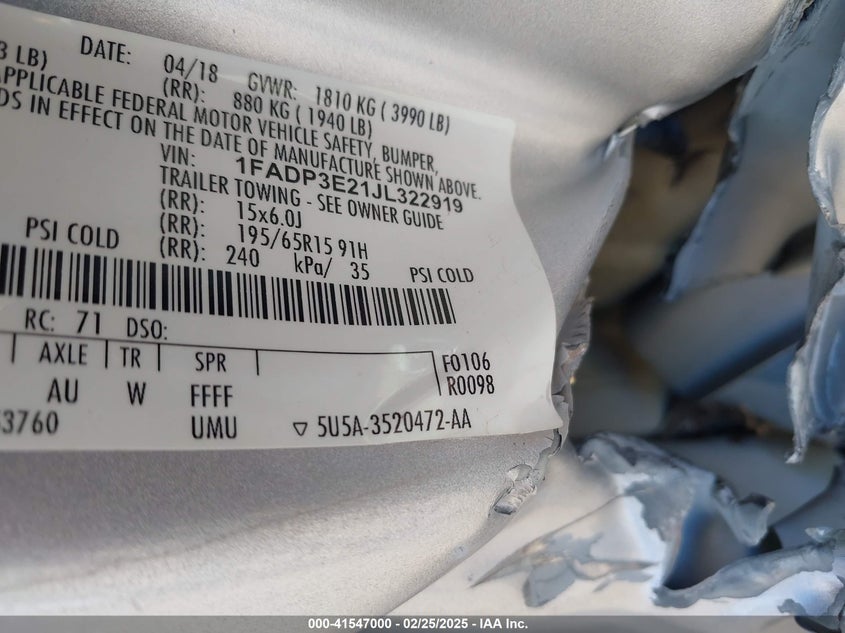 3 LB) DATE: 04/18 GVWR: 1810 KG ( 3990 LB)
(RR): 880 KG ( 1940 LB)
APPLICABLE FEDERAL MOTOR VEHICLE SAFETY, BUMPER,
DS IN EFFECT ON THE DATE OF MANUFACTURE SHOWN ABOVE.
VIN: 1FADP3E21JL322919
TRAILER TOWING - SEE OWNER GUIDE
(RR): 15x6.0J
(RR): 195/65R15 91H
PSI COLD (RR): 240 kPa/ 35 PSI COLD
RC: 71 DSO:
AXLE TR SPR F0106
AU W FFFF R0098
3760 UMU ▽ 5U5A-3520472-AA
000-41547000 - 02/25/2025 - IAA Inc.